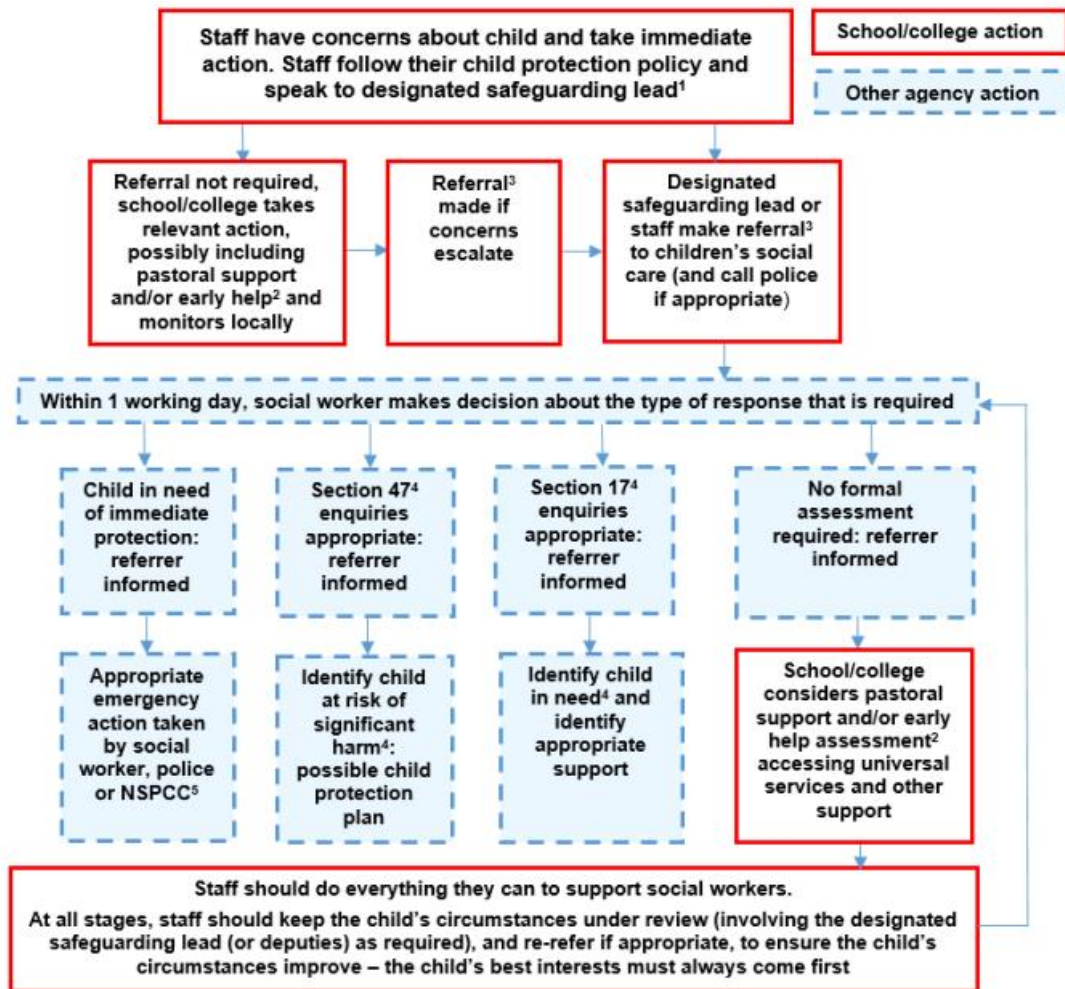 Staff have concerns about child and take immediate
action. Staff follow their child protection policy and
speak to designated safeguarding lead¹
School/college action
Other agency action
Referral not required,
school/college takes
relevant action,
possibly including
pastoral support
and/or early help² and
monitors locally
Referral³
made if
concerns
escalate
Designated
safeguarding lead or
staff make referral³
to children’s social
care (and call police
if appropriate)
Within 1 working day, social worker makes decision about the type of response that is required
Child in need
of immediate
protection:
referrer
informed
Section 47⁴
enquiries
appropriate:
referrer
informed
Section 17⁴
enquiries
appropriate:
referrer
informed
No formal
assessment
required: referrer
informed
Appropriate
emergency
action taken
by social
worker, police
or NSPCC⁵
Identify child
at risk of
significant
harm⁴:
possible child
protection
plan
Identify child
in need⁴ and
identify
appropriate
support
School/college
considers pastoral
support and/or early
help assessment²
accessing universal
services and other
support
Staff should do everything they can to support social workers.
At all stages, staff should keep the child’s circumstances under review (involving the designated
safeguarding lead (or deputies) as required), and re-refer if appropriate, to ensure the child’s
circumstances improve – the child’s best interests must always come first